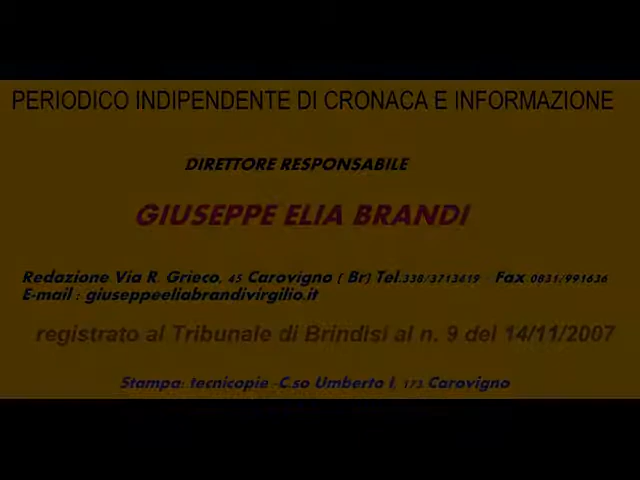 PERIODICO INDIPENDENTE DI CRONACA E INFORMAZIONE
DIRETTORE RESPONSABILE
GIUSEPPE ELIA BRANDI
Redazione Via R. Grieco, 45 Carovigno ( Br) Tel.338/3713419 - Fax 0831/991636
E-mail : giuseppeeliabrandivirgilio.it
registrato al Tribunale di Brindisi al n. 9 del 14/11/2007
Stampa: tecnicopie -C.so Umberto I, 173 Carovigno